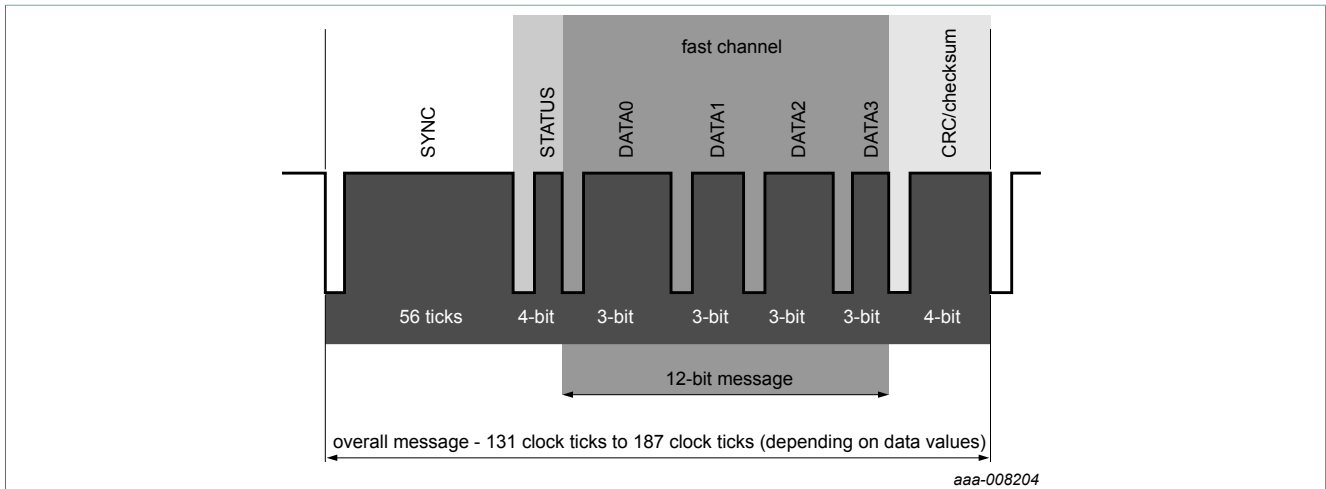 fast channel
SYNC
STATUS
DATA0
DATA1
DATA2
DATA3
CRC/checksum
56 ticks
4-bit
3-bit
3-bit
3-bit
3-bit
4-bit
12-bit message
overall message - 131 clock ticks to 187 clock ticks (depending on data values)
aaa-008204